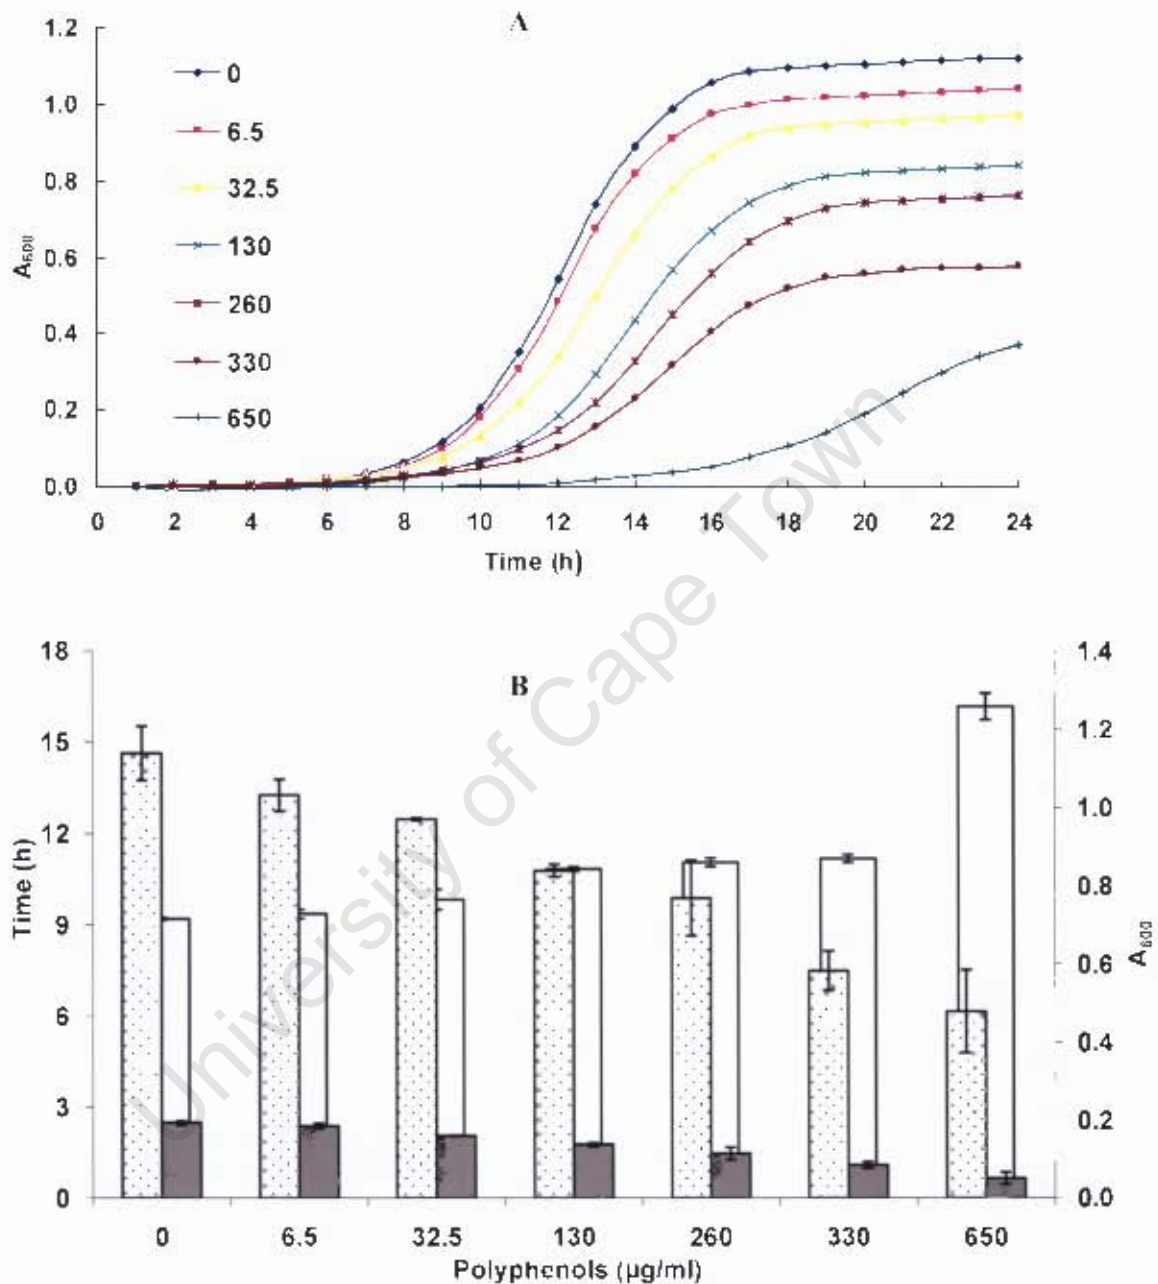 A
1.2
1.0
0.8
0.6
0.4
0.2
0.0
A600
0
6.5
32.5
130
260
330
650
0 2 4 6 8 10 12 14 16 18 20 22 24
Time (h)
University of Cape Town
B
18
15
12
9
6
3
0
Time (h)
1.4
1.2
1.0
0.8
0.6
0.4
0.2
0.0
A600
0 6.5 32.5 130 260 330 650
Polyphenols (µg/ml)